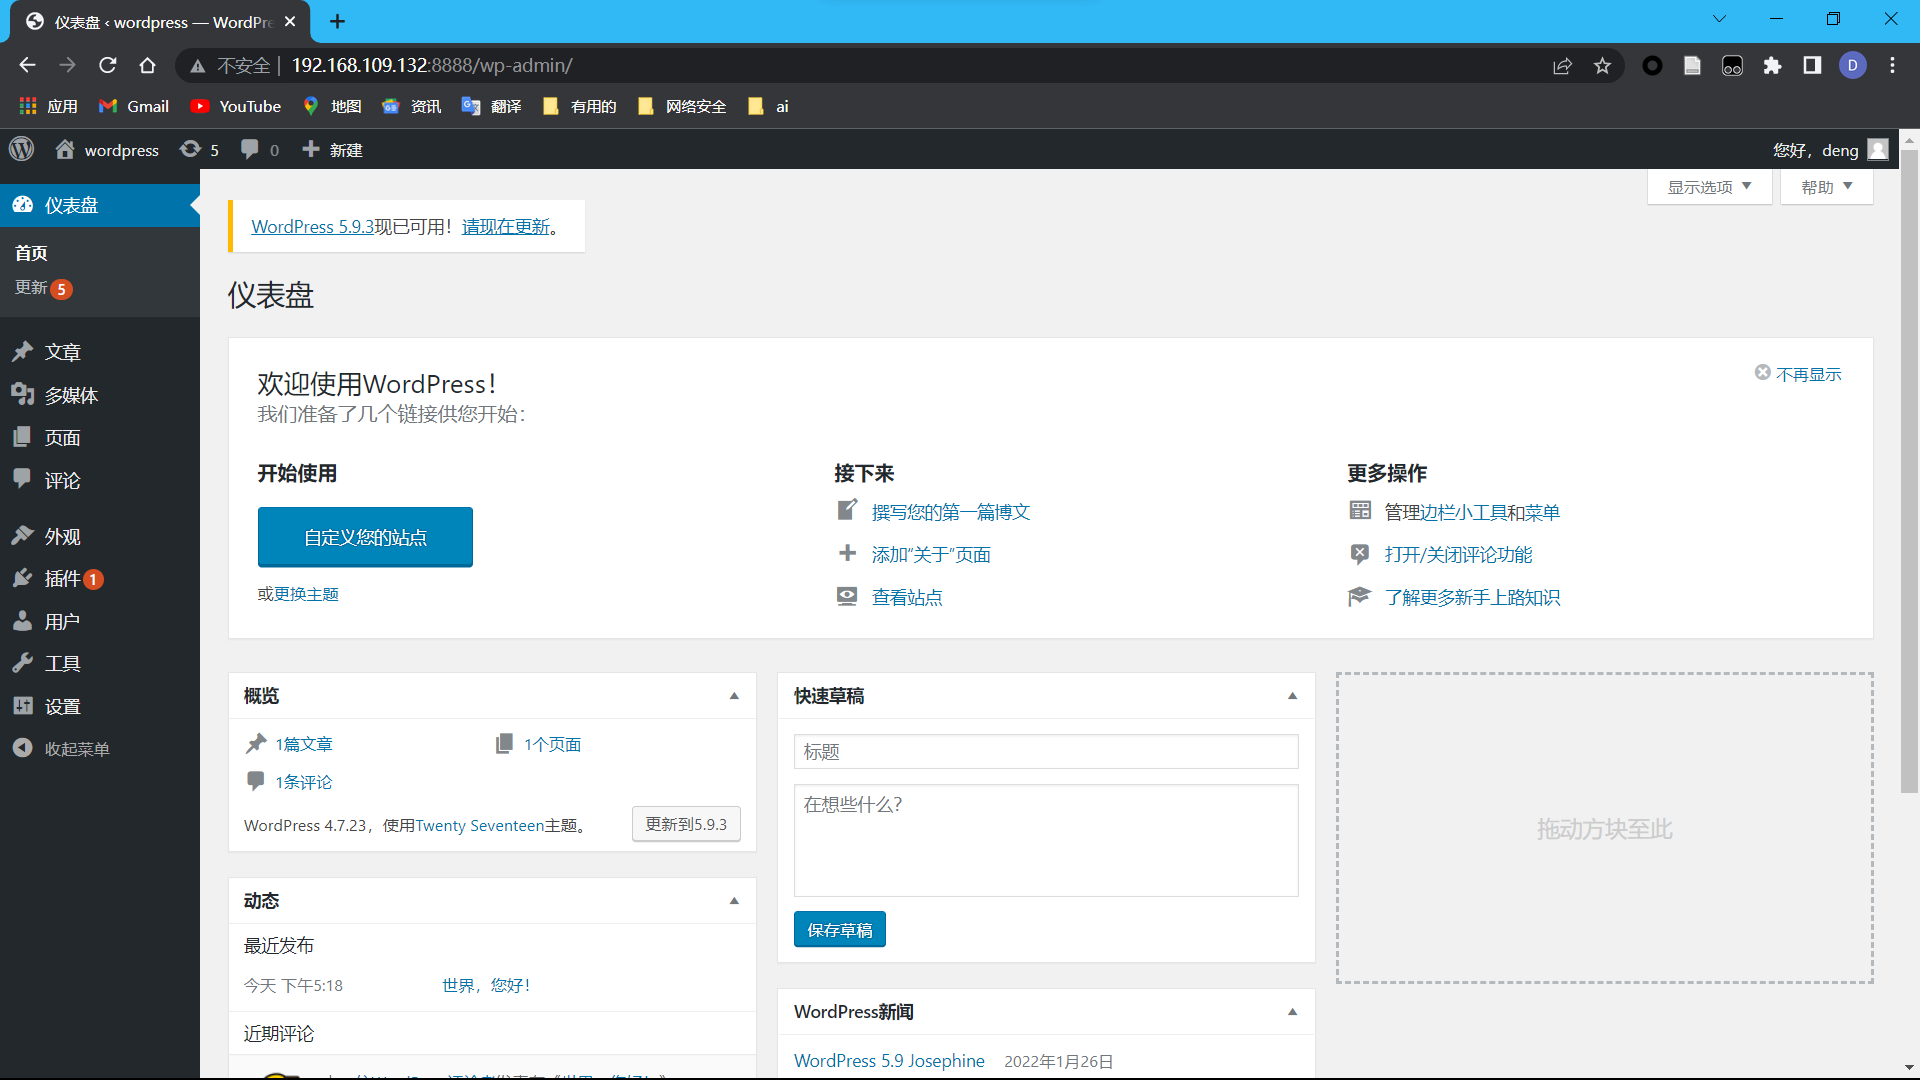 仪表盘 ‹ wordpress — WordPre
不安全 | 192.168.109.132:8888/wp-admin/
D
应用 Gmail YouTube 地图 资讯 翻译 有用的 网络安全 ai
wordpress 5 0 新建 您好，deng
仪表盘
首页
更新 5
文章
多媒体
页面
评论
外观
插件 1
用户
工具
设置
收起菜单
显示选项 帮助
WordPress 5.9.3现已可用！请现在更新。
仪表盘
欢迎使用WordPress！
不再显示
我们准备了几个链接供您开始：
开始使用
自定义您的站点
或更换主题
接下来
撰写您的第一篇博文
添加“关于”页面
查看站点
更多操作
管理边栏小工具和菜单
打开/关闭评论功能
了解更多新手上路知识
概览
1篇文章 1个页面
1条评论
WordPress 4.7.23，使用Twenty Seventeen主题。 更新到5.9.3
动态
最近发布
今天 下午5:18 世界，您好！
近期评论
快速草稿
标题
在想些什么？
保存草稿
WordPress新闻
WordPress 5.9 Josephine 2022年1月26日
拖动方块至此